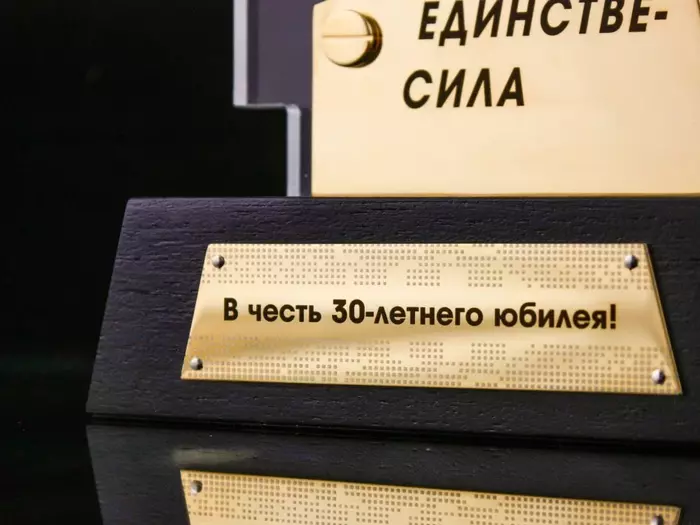 ЕДИНСТВЕ-
СИЛА
В честь 30-летнего юбилея!